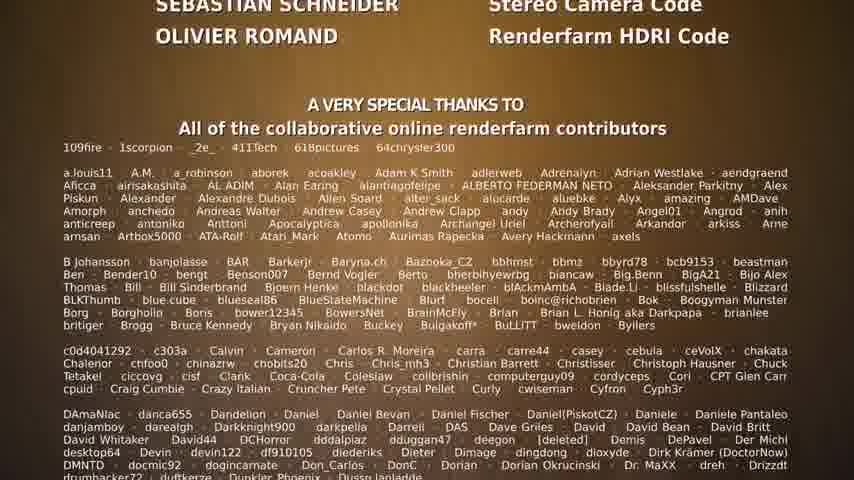 SEBASTIAN SCHNEIDER Stereo Camera Code
OLIVIER ROMAND Renderfarm HDRI Code
A VERY SPECIAL THANKS TO
All of the collaborative online renderfarm contributors
109fire · 1scorpion · _2e_ · 411Tech · 618pictures · 64chrysler300
a.louis11 · A.M. · a_robinson · aborek · acoakley · Adam K Smith · adlerweb · Adrenalyn · Adrian Westlake · aendgraend
Aficca · airisakashita · AL ADIM · Alan Earing · alantiagofelipe · ALBERTO FEDERMAN NETO · Aleksander Parkitny · Alex
Piskun · Alexander · Alexandre Dubois · Allen Soard · alter_sack · alucarde · aluebke · Alyx · amazing · AMDave
Amorph · anchedo · Andreas Walter · Andrew Casey · Andrew Clapp · andy · Andy Brady · Angel01 · Angrod · anih
anticreep · antoniko · Anttoni · Apocalyptica · apollonika · Archangel Uriel · Archerofyail · Arkandor · arkiss · Arne
arnsan · Artbox5000 · ATA-Rolf · Atari_Mark · Atomo · Aurimas Rapecka · Avery Hackmann · axels
B Johansson · banjolasse · BAR · BarkerJr · Baryna.ch · Bazooka_CZ · bbhmst · bbmz · bbyrd78 · bcb9153 · beastman
Ben · Bender10 · bengt · Benson007 · Bernd Vogler · Berto · bherbihyewrbg · biancaw · Big.Benn · BigA21 · Bijo Alex
Thomas · Bill · Bill Sinderbrand · Bjoern Henke · blackdot · blackheeler · blAckmAmbA · Blade.Li · blissfulshelle · Blizzard
BLKThumb · blue.cube · blueseal86 · BlueStateMachine · Blurf · bocell · boinc@richobrien · Bok · Boogyman Munster
Borg · Borgholio · Boris · bower12345 · BowersNet · BrainMcFly · Brian · Brian L. Honig aka Darkpapa · brianlee
britiger · Brogg · Bruce Kennedy · Bryan Nikaido · Buckey · Bulgakoff* · BuLLITT · bweldon · Byllers
c0d4041292 · c303a · Calvin · Cameron · Carlos R. Moreira · carra · carre44 · casey · cebula · ceVoIX · chakata
Chalenor · chfoo0 · chinazrw · chobits20 · Chris · Chris_mh3 · Christian Barrett · Christisser · Christoph Hausner · Chuck
Tetakel · ciccovg · cisf · Clank · Coca-Cola · Coleslaw · collbrishin · computerguy09 · cordyceps · Cori · CPT Glen Carr
cpuid · Craig Cumbie · Crazy Italian · Cruncher Pete · Crystal Pellet · Curly · cwiseman · Cyfron · Cyph3r
DAmaNIac · danca655 · Dandelion · Daniel · Daniel Bevan · Daniel Fischer · Daniel(PiskotCZ) · Daniele · Daniele Pantaleo
danjamboy · darealgh · Darkknight900 · darkpella · Darrell · DAS · Dave Griles · David · David Bean · David Britt
David Whitaker · David44 · DCHorror · dddalpiaz · dduggan47 · deegon · [deleted] · Demis · DePavel · Der Michl
desktop64 · Devin · devin122 · df910105 · diederiks · Dieter · Dimage · dingdong · dioxyde · Dirk Krämer (DoctorNow)
DMNTD · docmic92 · dogincarnate · Don_Carlos · DonC · Dorian · Dorian Okrucinski · Dr. MaXX · dreh · Drizzdt
drumhacker72 · duftkerze · Dunkler_Phoenix